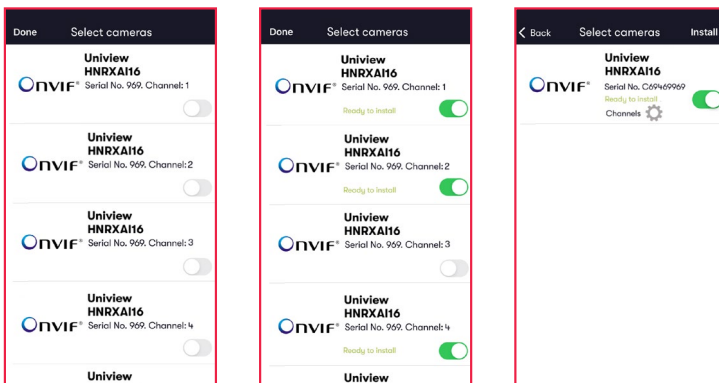 Done Select cameras
Uniview
HNRXAI16
ONVIF® Serial No. 969. Channel: 1
Uniview
HNRXAI16
ONVIF® Serial No. 969. Channel: 2
Uniview
HNRXAI16
ONVIF® Serial No. 969. Channel: 3
Uniview
HNRXAI16
ONVIF® Serial No. 969. Channel: 4
Uniview
Done Select cameras
Uniview
HNRXAI16
ONVIF® Serial No. 969. Channel: 1
Ready to install
Uniview
HNRXAI16
ONVIF® Serial No. 969. Channel: 2
Ready to install
Uniview
HNRXAI16
ONVIF® Serial No. 969. Channel: 3
Uniview
HNRXAI16
ONVIF® Serial No. 969. Channel: 4
Ready to install
Uniview
Back Select cameras Install
Uniview
HNRXAI16
ONVIF® Serial No. C69469969
Ready to install
Channels